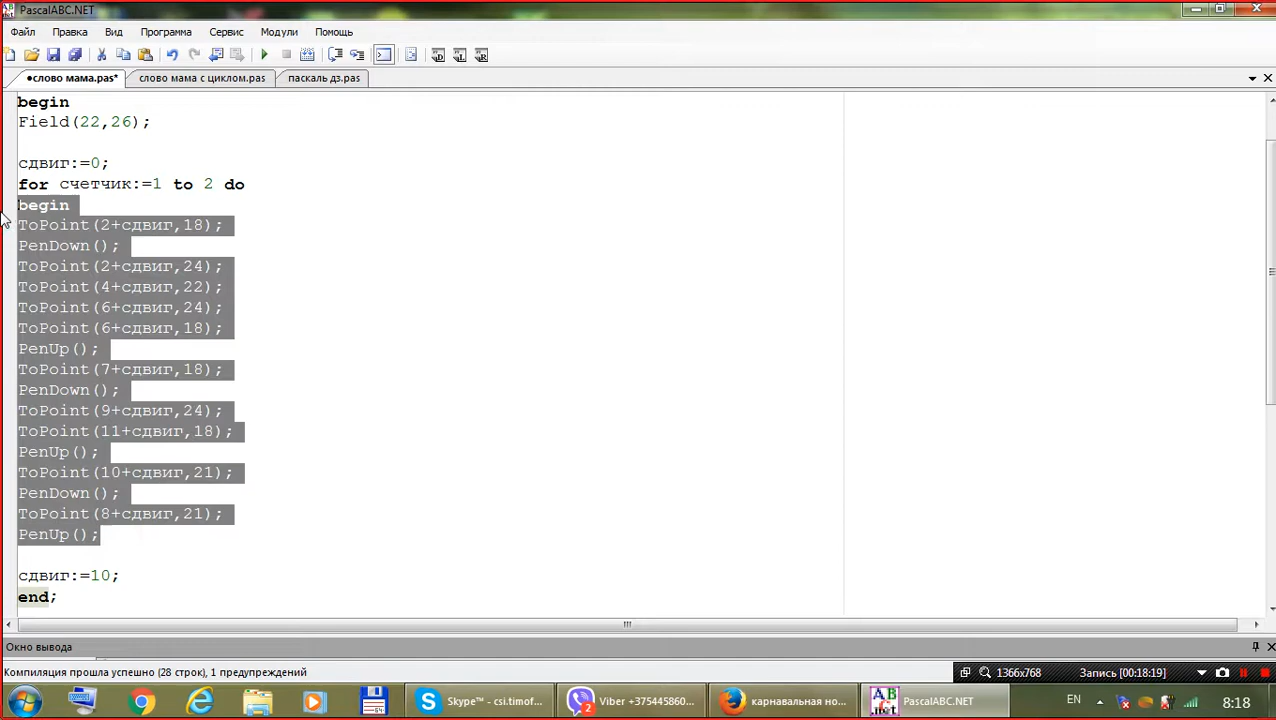 PascalABC.NET
Файл Правка Вид Программа Сервис Модули Помощь
•слово мама.pas* слово мама с циклом.pas паскаль дз.pas
begin
Field(22,26);
сдвиг:=0;
for счетчик:=1 to 2 do
begin
ToPoint(2+сдвиг,18);
PenDown();
ToPoint(2+сдвиг,24);
ToPoint(4+сдвиг,22);
ToPoint(6+сдвиг,24);
ToPoint(6+сдвиг,18);
PenUp();
ToPoint(7+сдвиг,18);
PenDown();
ToPoint(9+сдвиг,24);
ToPoint(11+сдвиг,18);
PenUp();
ToPoint(10+сдвиг,21);
PenDown();
ToPoint(8+сдвиг,21);
PenUp();
сдвиг:=10;
end;
Окно вывода
Компиляция прошла успешно (28 строк), 1 предупреждений 1366x768 Запись [00:18:19]
Skype™ - csi.timof... 2 Viber +375445860... карнавальная но... PascalABC.NET EN 8:18